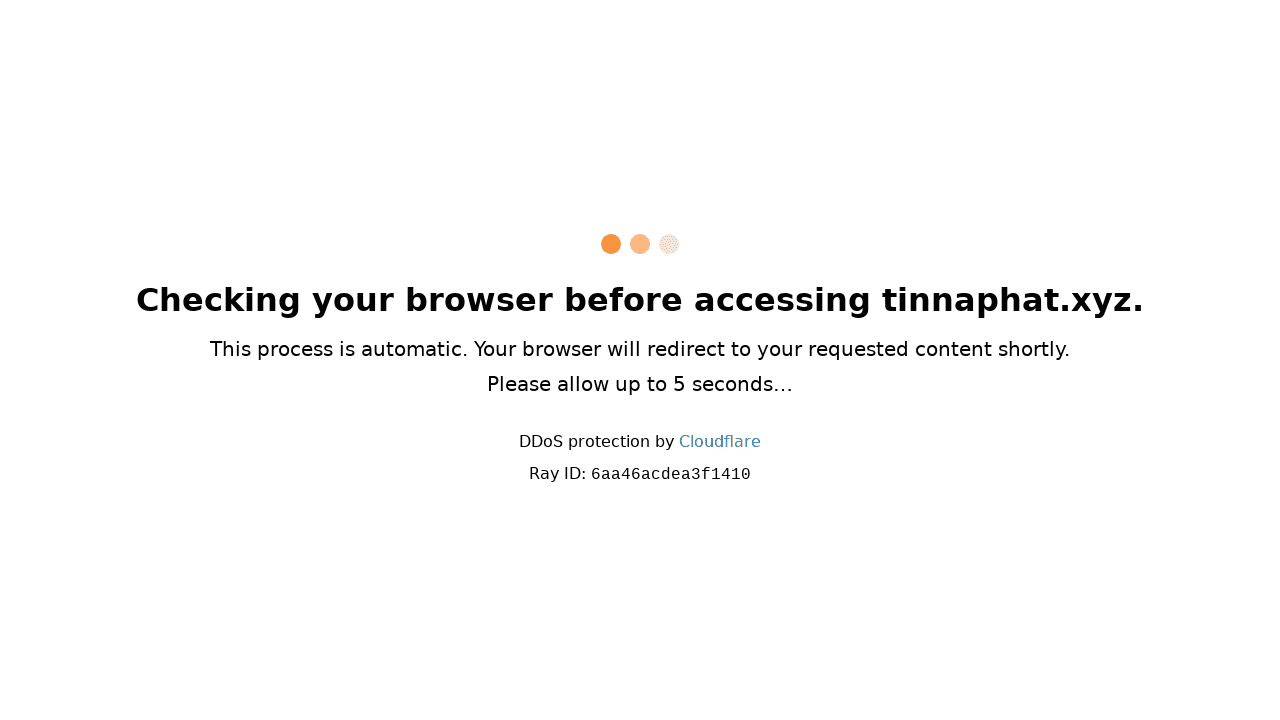 Checking your browser before accessing tinnaphat.xyz.
This process is automatic. Your browser will redirect to your requested content shortly.
Please allow up to 5 seconds…
DDoS protection by Cloudflare
Ray ID: 6aa46acdea3f1410